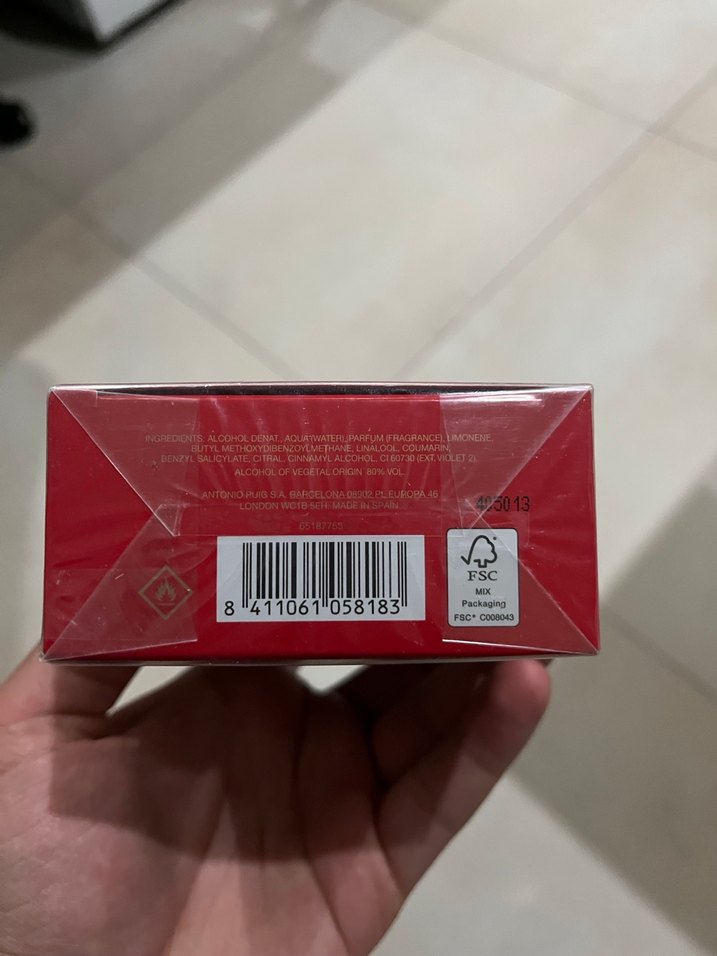 INGREDIENTS: ALCOHOL DENAT., AQUA (WATER), PARFUM (FRAGRANCE), LIMONENE,
BUTYL METHOXYDIBENZOYLMETHANE, LINALOOL, COUMARIN,
BENZYL SALICYLATE, CITRAL, CINNAMYL ALCOHOL, CI 60730 (EXT. VIOLET 2).
ALCOHOL OF VEGETAL ORIGIN 80% VOL.
ANTONIO PUIG S.A. BARCELONA 08902 PL.EUROPA 46
LONDON WC1B 5EH. MADE IN SPAIN
405013
65187753
8 411061 058183
FSC
MIX
Packaging
FSC® C008043